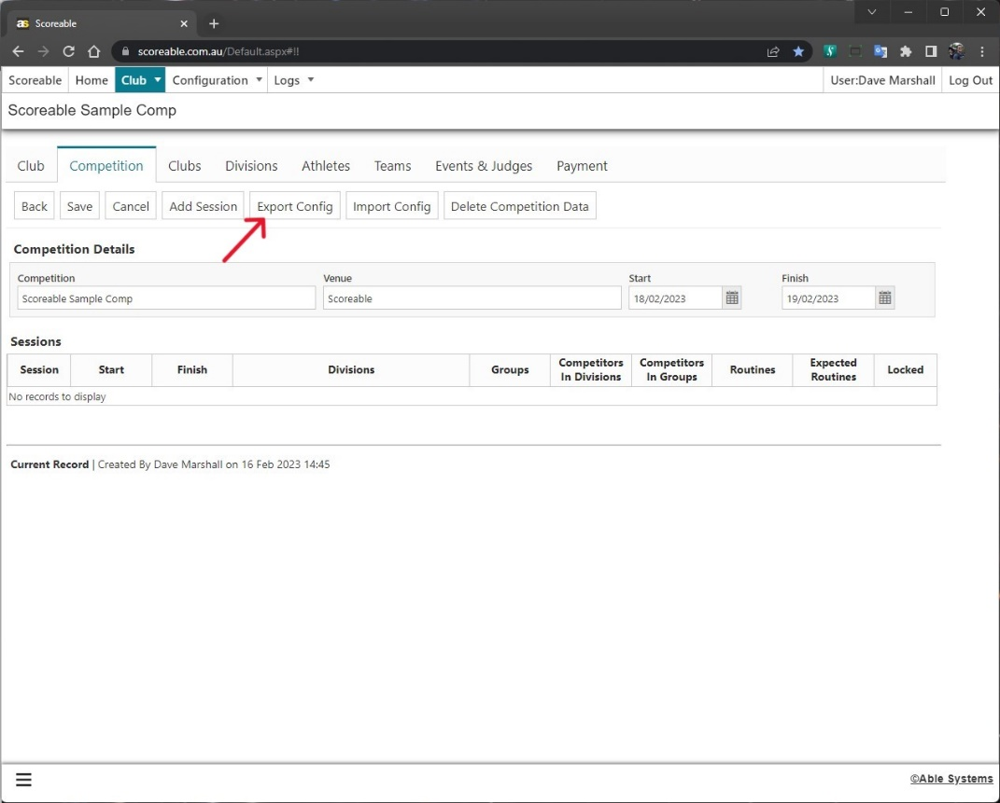 as Scoreable
scoreable.com.au/Default.aspx#!!
Scoreable Home Club Configuration Logs User:Dave Marshall Log Out
Scoreable Sample Comp
Club Competition Clubs Divisions Athletes Teams Events & Judges Payment
Back Save Cancel Add Session Export Config Import Config Delete Competition Data
Competition Details
Competition Venue Start Finish
Scoreable Sample Comp Scoreable 18/02/2023 19/02/2023
Sessions
Session Start Finish Divisions Groups Competitors In Divisions Competitors In Groups Routines Expected Routines Locked
No records to display
Current Record | Created By Dave Marshall on 16 Feb 2023 14:45
©Able Systems